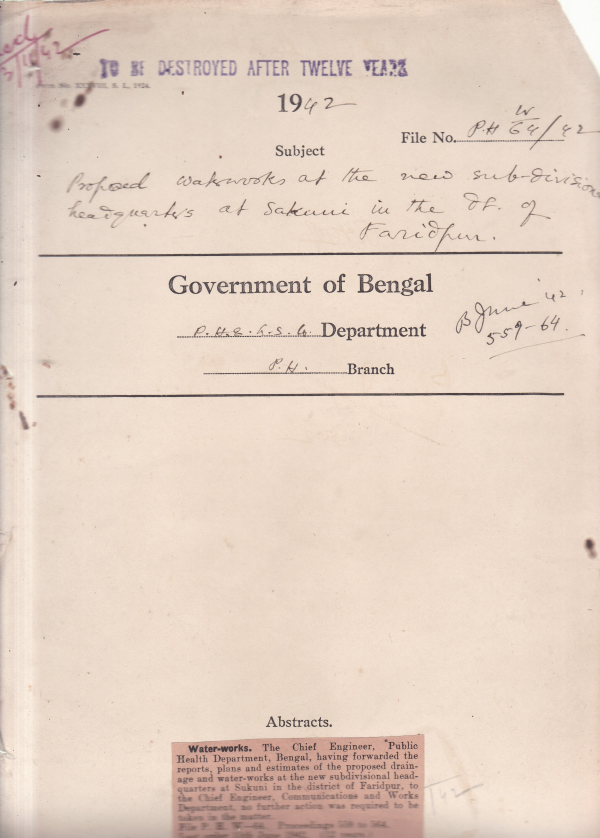 TO BE DESTROYED AFTER TWELVE YEARS
3/11/42
1942
File No. PH W 64/42
Subject
Proposed waterworks at the new sub-division
headquarters at Sakuni in the Dt. of
Faridpur.
Government of Bengal
P.H. & L.S.G. Department
B June '42.
559-64.
P.H. Branch
Abstracts.
Water-works. The Chief Engineer, Public
Health Department, Bengal, having forwarded the
reports, plans and estimates of the proposed drain-
age and water-works at the new subdivisional head-
quarters at Sukuni in the district of Faridpur, to
the Chief Engineer, Communications and Works
Department, no further action was required to be
taken in the matter.
File P. H. W.—64. Proceedings 559 to 564.